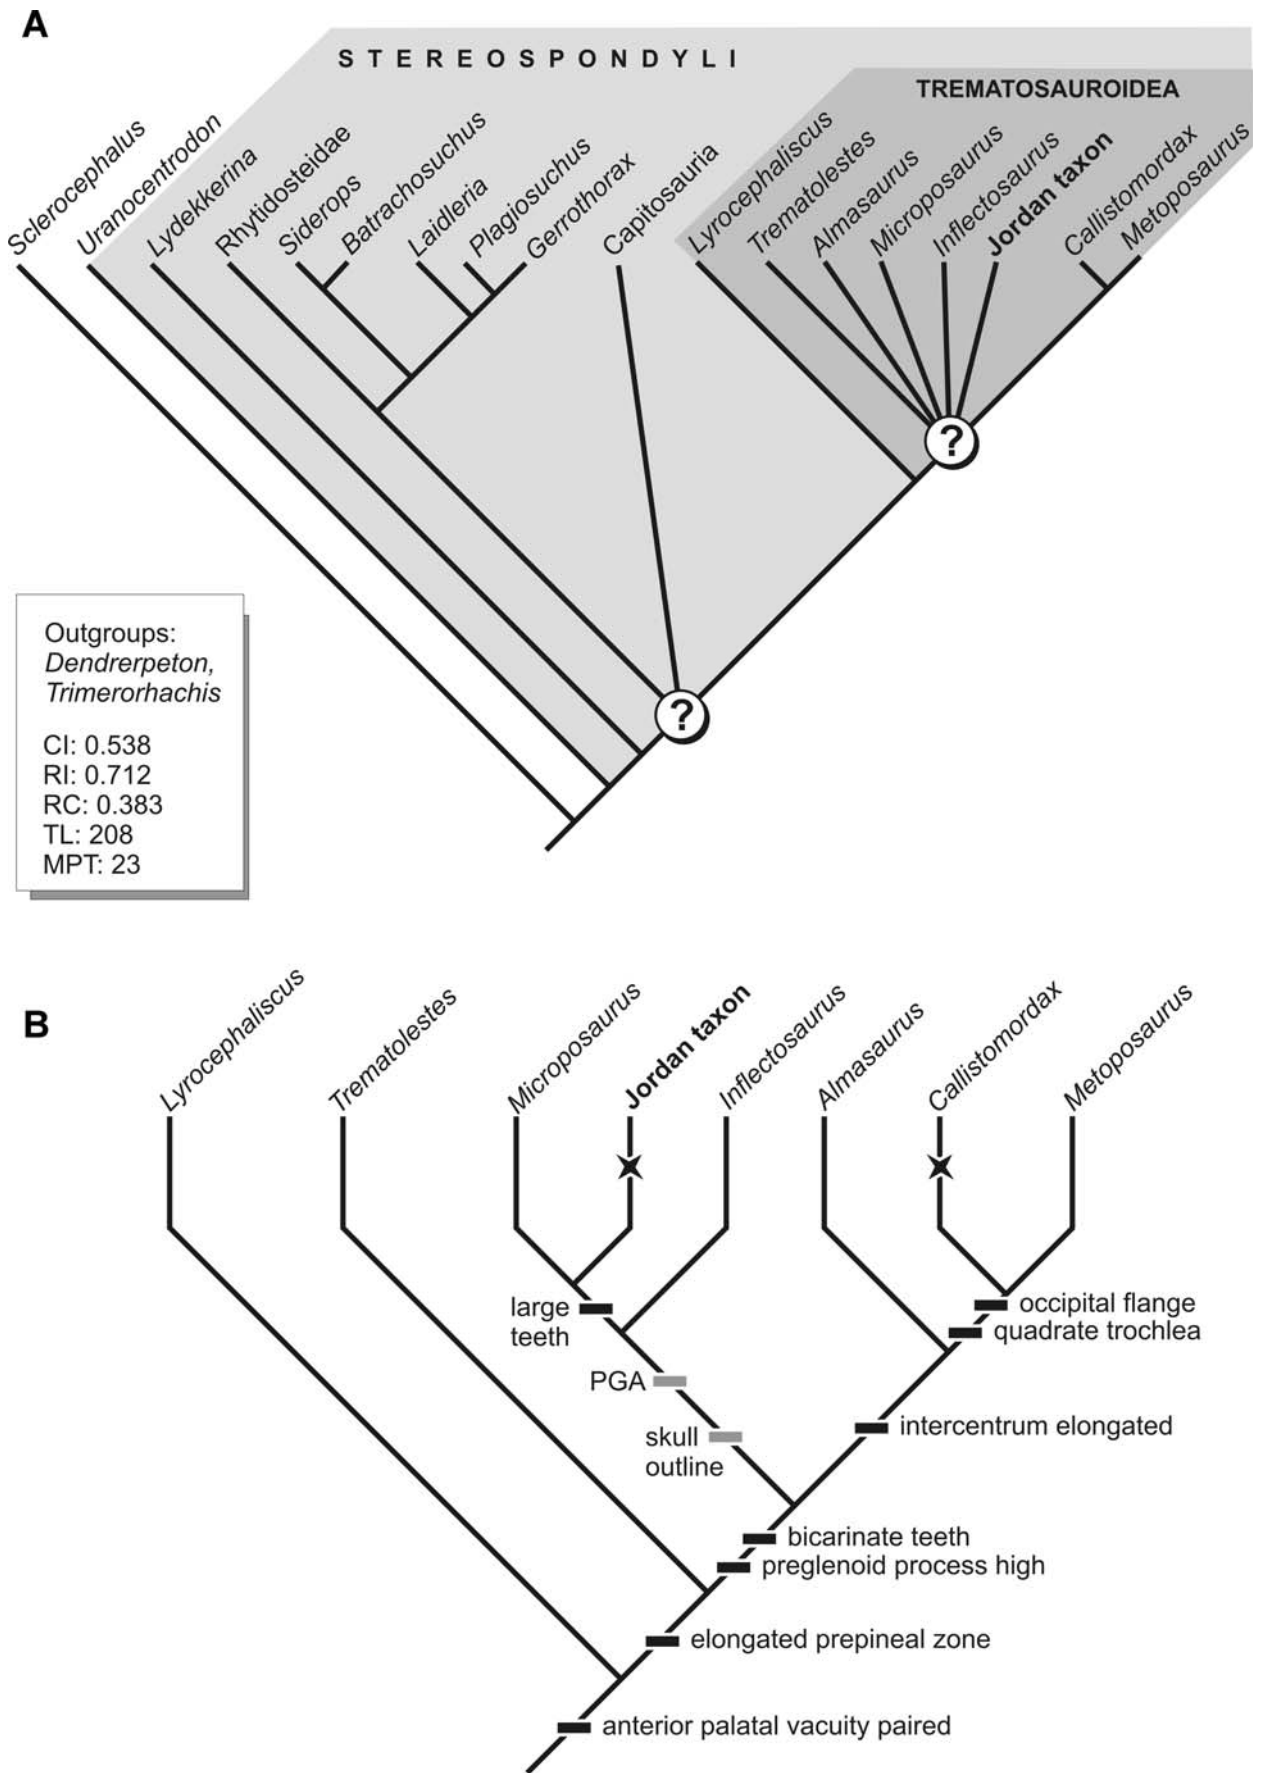 A
S T E R E O S P O N D Y L I
TREMATOSAUROIDEA
Sclerocephalus
Uranocentrodon
Lydekkerina
Rhytidosteidae
Siderops
Batrachosuchus
Laidleria
Plagiosuchus
Gerrothorax
Capitosauria
Lyrocephaliscus
Trematolestes
Almasaurus
Microposaurus
Inflectosaurus
Jordan taxon
Callistomordax
Metoposaurus
?
?
Outgroups:
Dendrerpeton,
Trimerorhachis
CI: 0.538
RI: 0.712
RC: 0.383
TL: 208
MPT: 23
B
Lyrocephaliscus
Trematolestes
Microposaurus
Jordan taxon
Inflectosaurus
Almasaurus
Callistomordax
Metoposaurus
large
teeth
occipital flange
quadrate trochlea
PGA
skull
outline
intercentrum elongated
bicarinate teeth
preglenoid process high
elongated prepineal zone
anterior palatal vacuity paired